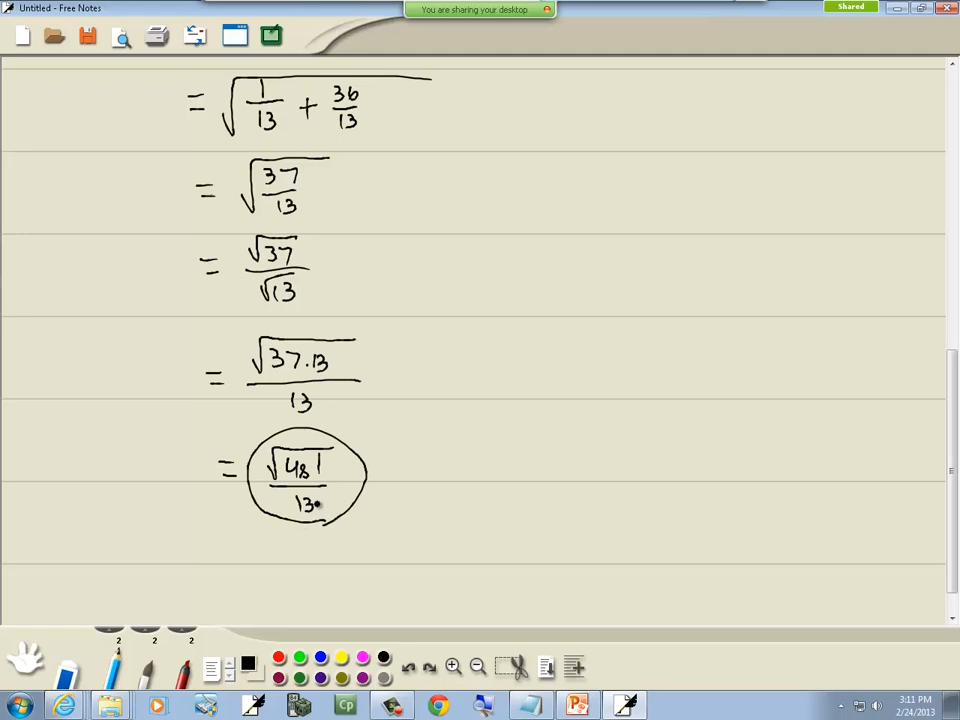 Untitled - Free Notes
You are sharing your desktop
Shared
= √(1/13 + 36/13)
= √(37/13)
= √37/√13
= √(37·13)/13
= √481/13
2 2 2
Cp
3:11 PM
2/24/2013